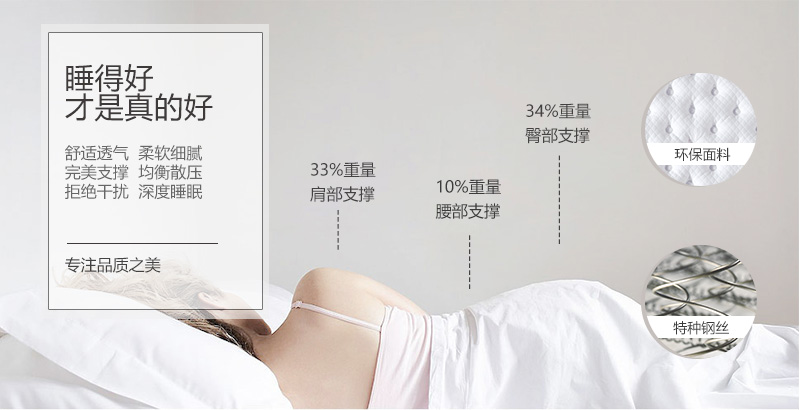 睡得好
才是真的好
舒适透气 柔软细腻
完美支撑 均衡散压
拒绝干扰 深度睡眠
专注品质之美
33%重量
肩部支撑
10%重量
腰部支撑
34%重量
臀部支撑
环保面料
特种钢丝